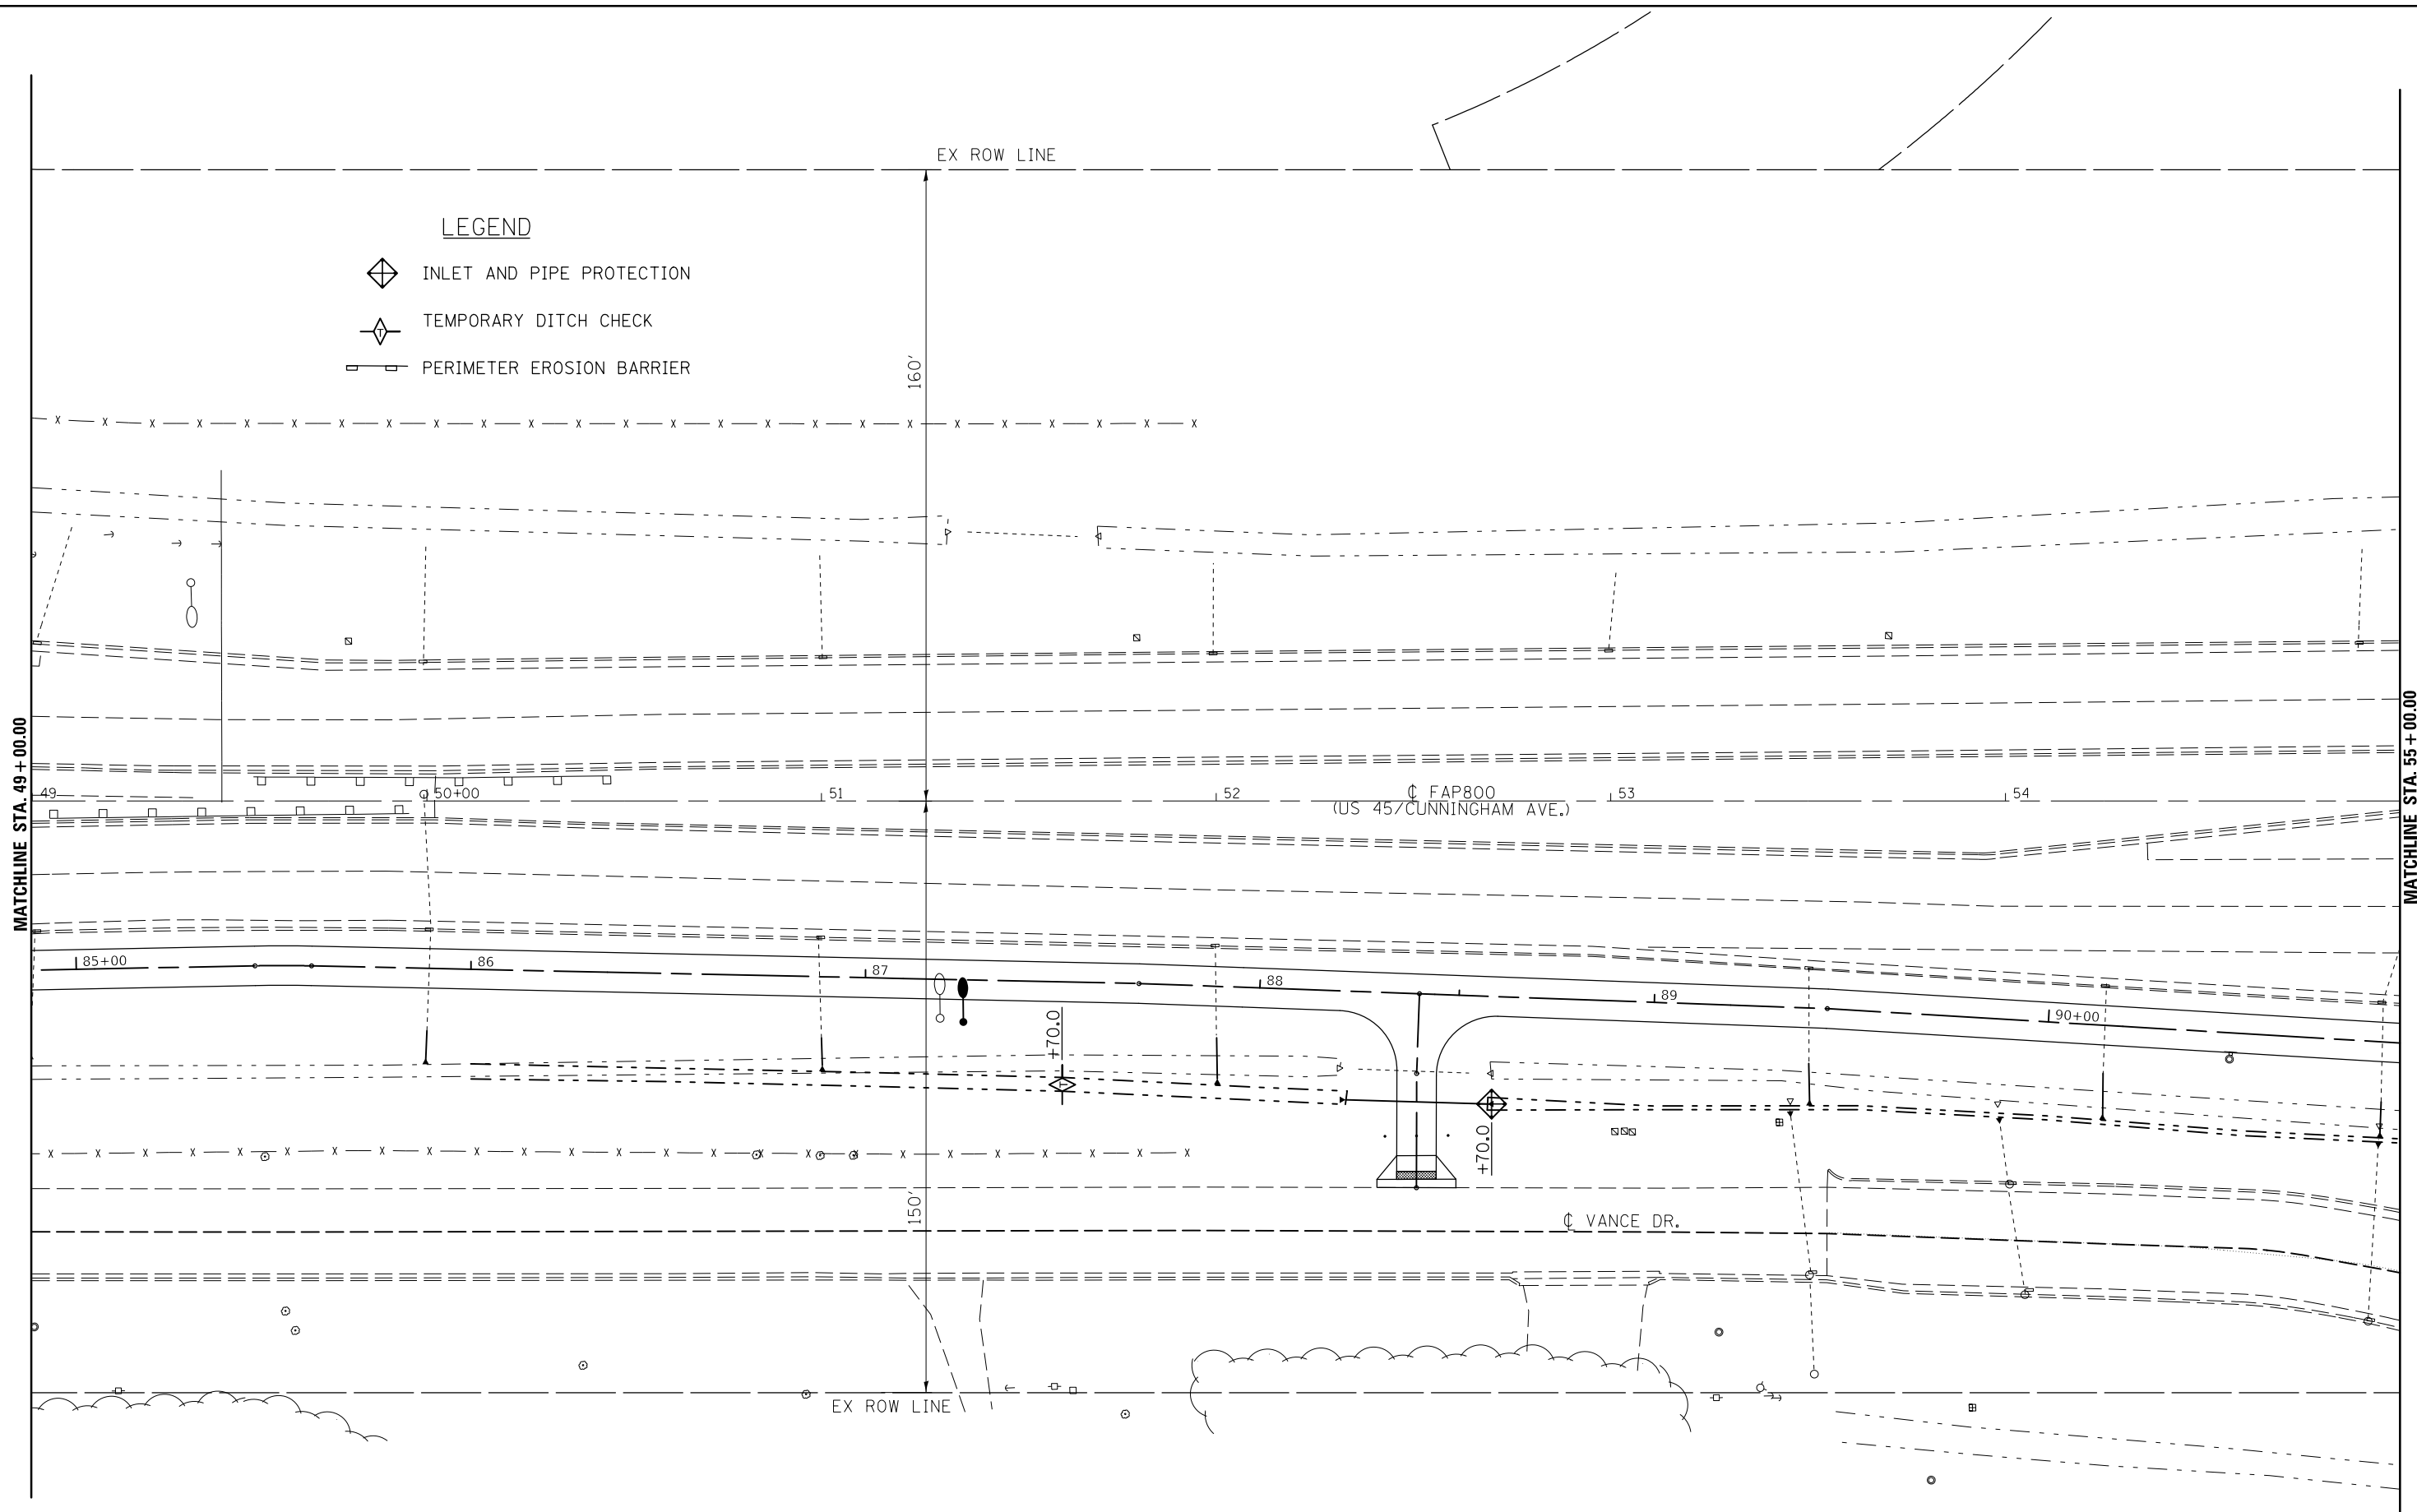 EX ROW LINE
LEGEND
INLET AND PIPE PROTECTION
T
TEMPORARY DITCH CHECK
PERIMETER EROSION BARRIER
160'
MATCHLINE STA. 49+00.00
MATCHLINE STA. 55+00.00
49
50+00
51
52
℄ FAP800
(US 45/CUNNINGHAM AVE.)
53
54
85+00
86
87
88
89
90+00
+70.0
T
+70.0
150'
℄ VANCE DR.
EX ROW LINE